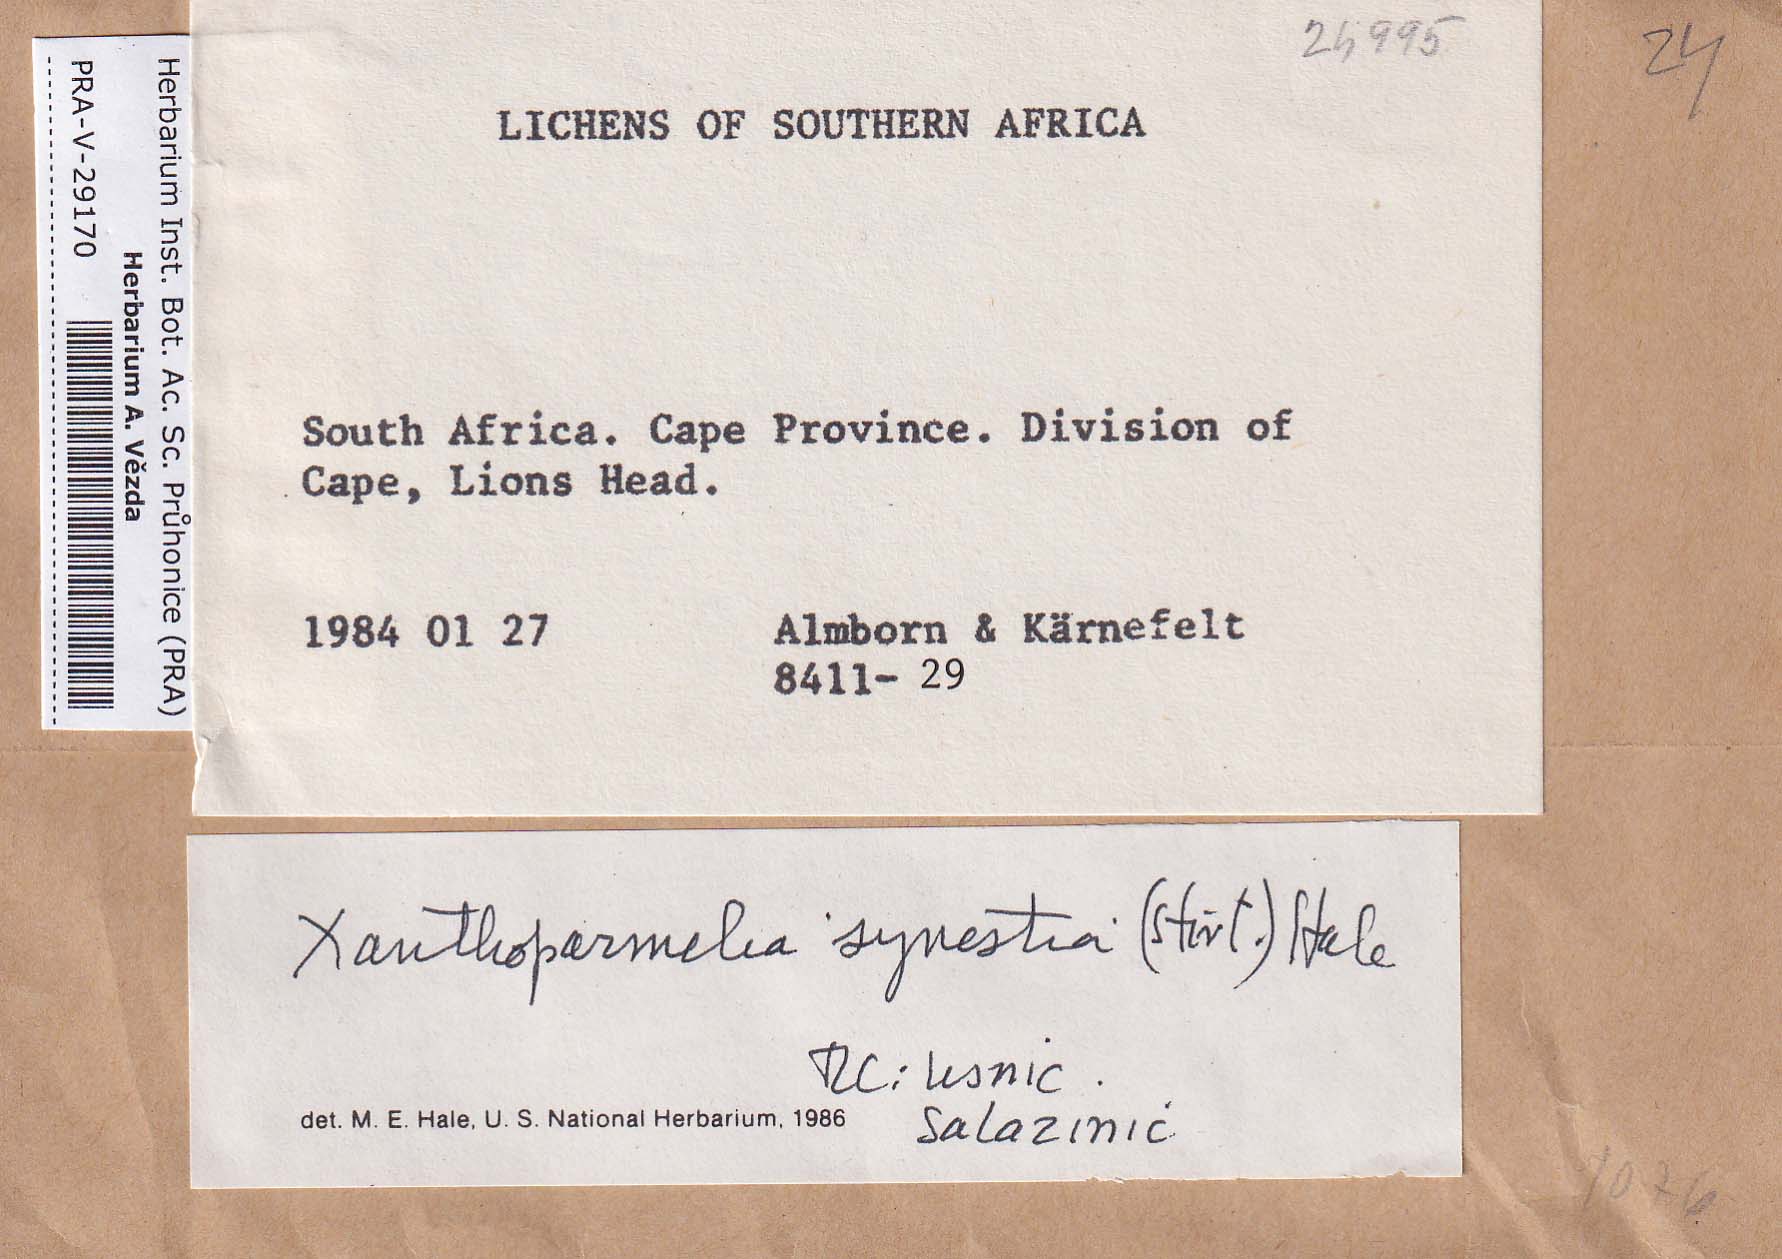 24995
24
LICHENS OF SOUTHERN AFRICA
South Africa. Cape Province. Division of
Cape, Lions Head.
1984 01 27
Almborn & Kärnefelt
8411- 29
Herbarium Inst. Bot. Ac. Sc. Průhonice (PRA)
Herbarium A. Vězda
PRA-V-29170
Xanthoparmelia synestia (Stirt.) Hale
TLC: usnic.
salazinic
det. M. E. Hale, U. S. National Herbarium, 1986
1076